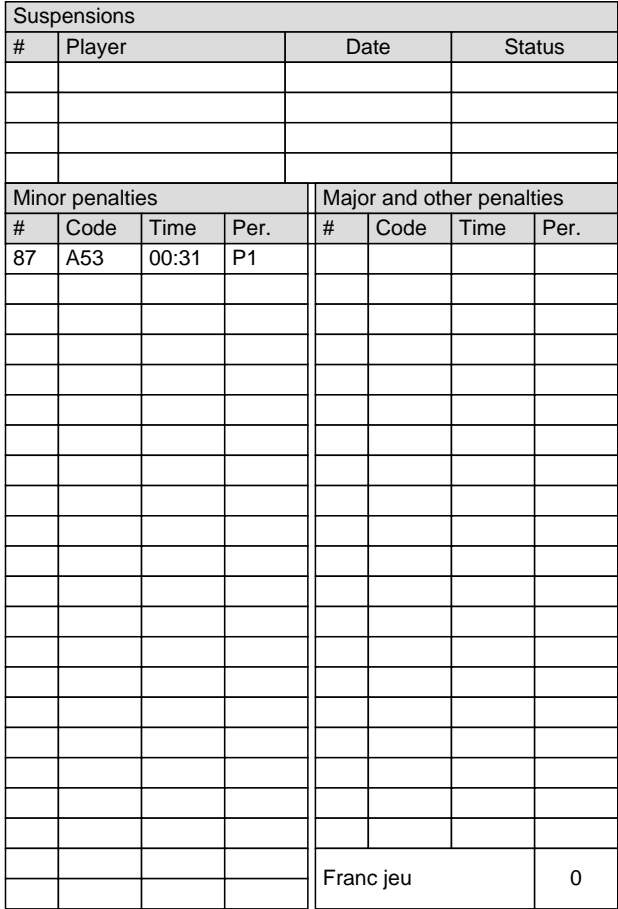 Suspensions
# Player Date Status
Minor penalties Major and other penalties
# Code Time Per. # Code Time Per.
87 A53 00:31 P1
Franc jeu 0